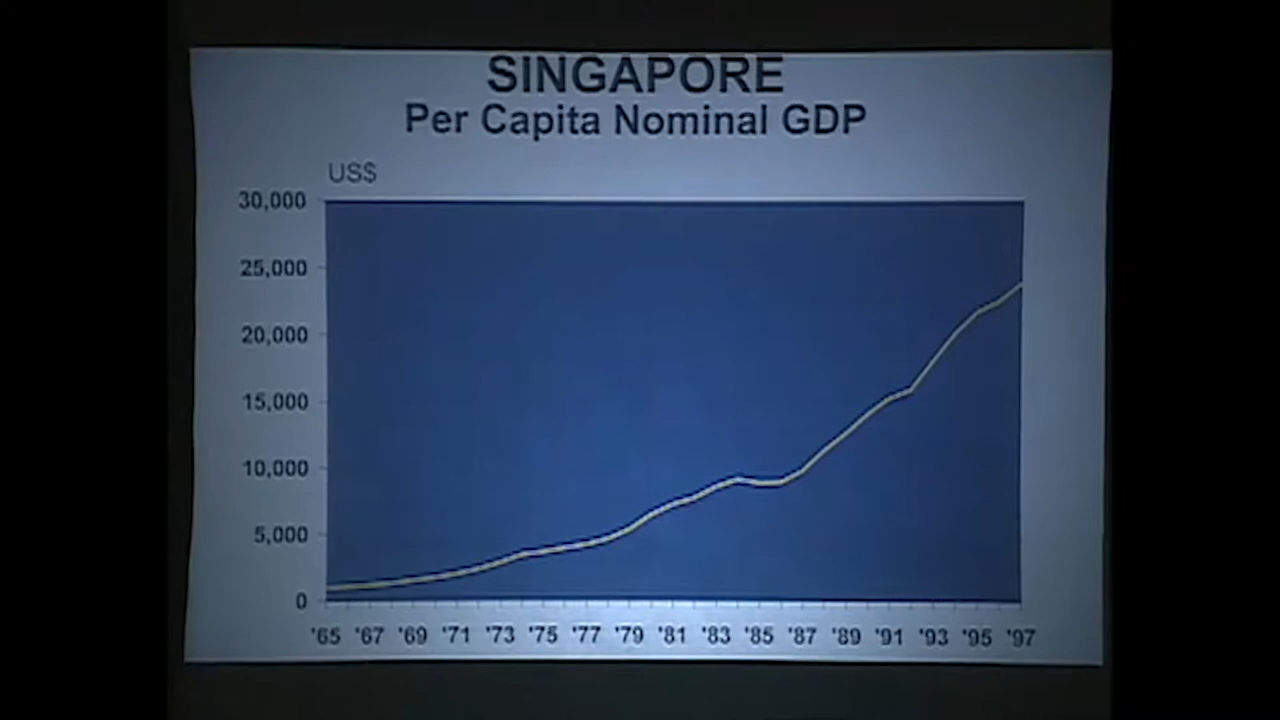 SINGAPORE
Per Capita Nominal GDP
US$
30,000
25,000
20,000
15,000
10,000
5,000
0
'65 '67 '69 '71 '73 '75 '77 '79 '81 '83 '85 '87 '89 '91 '93 '95 '97